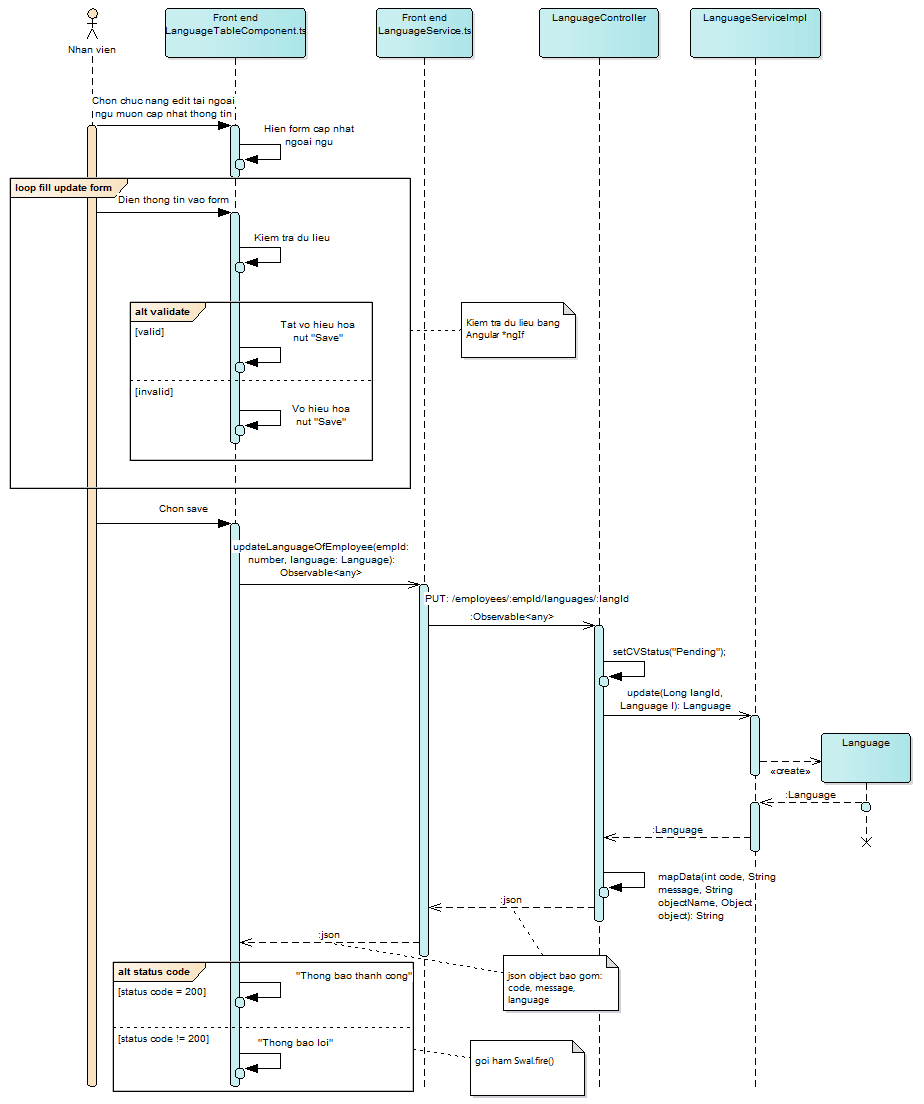 Front end
LanguageTableComponent.ts
Front end
LanguageService.ts
LanguageController
LanguageServiceImpl
Nhan vien
Chon chuc nang edit tai ngoai
ngu muon cap nhat thong tin
Hien form cap nhat
ngoai ngu
loop fill update form
Dien thong tin vao form
Kiem tra du lieu
alt validate
[valid]
Tat vo hieu hoa
nut "Save"
Kiem tra du lieu bang
Angular *ngIf
[invalid]
Vo hieu hoa
nut "Save"
Chon save
updateLanguageOfEmployee(empId:
number, language: Language):
Observable<any>
PUT: /employees/:empId/languages/:langId
:Observable<any>
setCVStatus("Pending");
update(Long langId,
Language l): Language
Language
«create»
:Language
:Language
mapData(int code, String
message, String
objectName, Object
object): String
:json
:json
json object bao gom:
code, message,
language
alt status code
"Thong bao thanh cong"
[status code = 200]
[status code != 200]
"Thong bao loi"
goi ham Swal.fire()